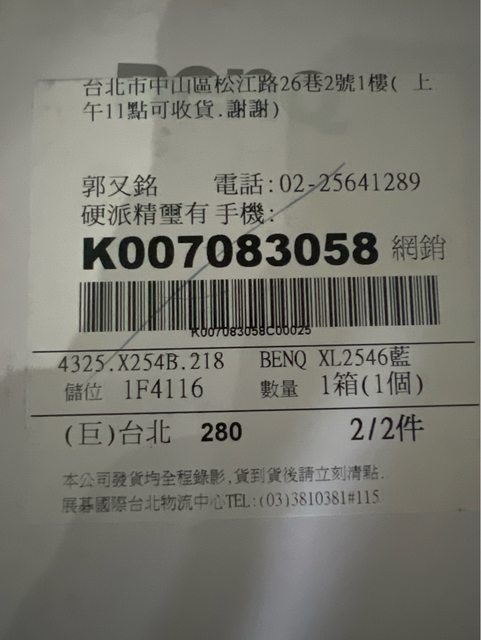 BenQ
台北市中山區松江路26巷2號1樓( 上
午11點可收貨.謝謝)
郭又銘 電話:02-25641289
硬派精璽有 手機:
K007083058 網銷
K007083058C00025
4325.X254B.218 BENQ XL2546藍
儲位 1F4116 數量 1箱(1個)
(巨)台北 280 2/2件
本公司發貨均全程錄影,貨到貨後請立刻清點.
展碁國際台北物流中心TEL:(03)3810381#115